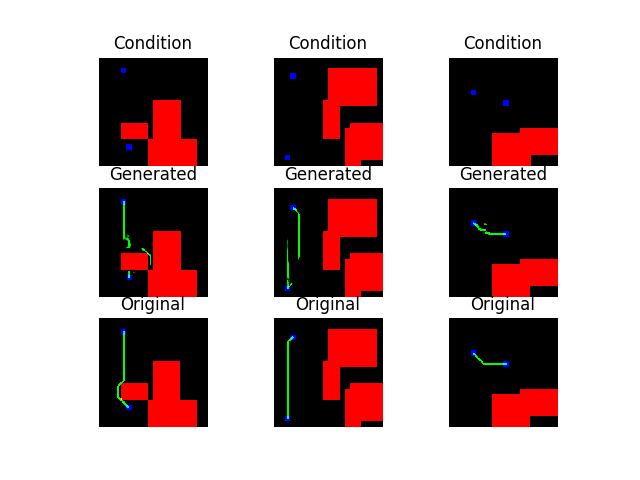 Condition Condition Condition
Generated Generated Generated
Original Original Original